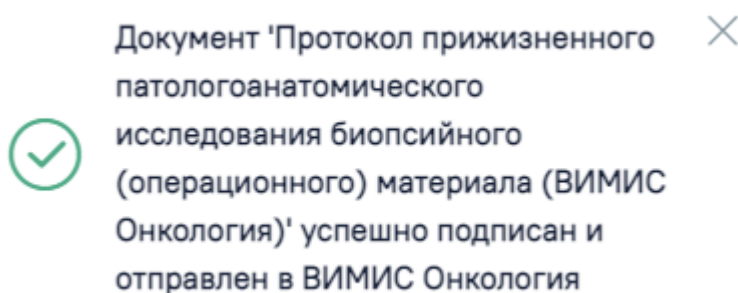 Документ 'Протокол прижизненного
патологоанатомического
исследования биопсийного
(операционного) материала (ВИМИС
Онкология)' успешно подписан и
отправлен в ВИМИС Онкология